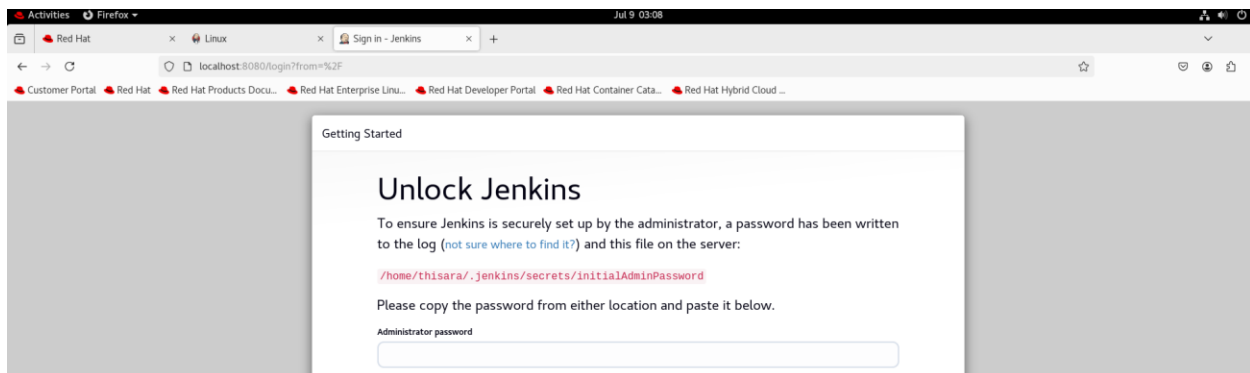 Activities Firefox Jul 9 03:08
Red Hat Linux Sign in - Jenkins
localhost:8080/login?from=%2F
Customer Portal Red Hat Red Hat Products Docu... Red Hat Enterprise Linu... Red Hat Developer Portal Red Hat Container Cata... Red Hat Hybrid Cloud ...
Getting Started
Unlock Jenkins
To ensure Jenkins is securely set up by the administrator, a password has been written
to the log (not sure where to find it?) and this file on the server:
/home/thisara/.jenkins/secrets/initialAdminPassword
Please copy the password from either location and paste it below.
Administrator password